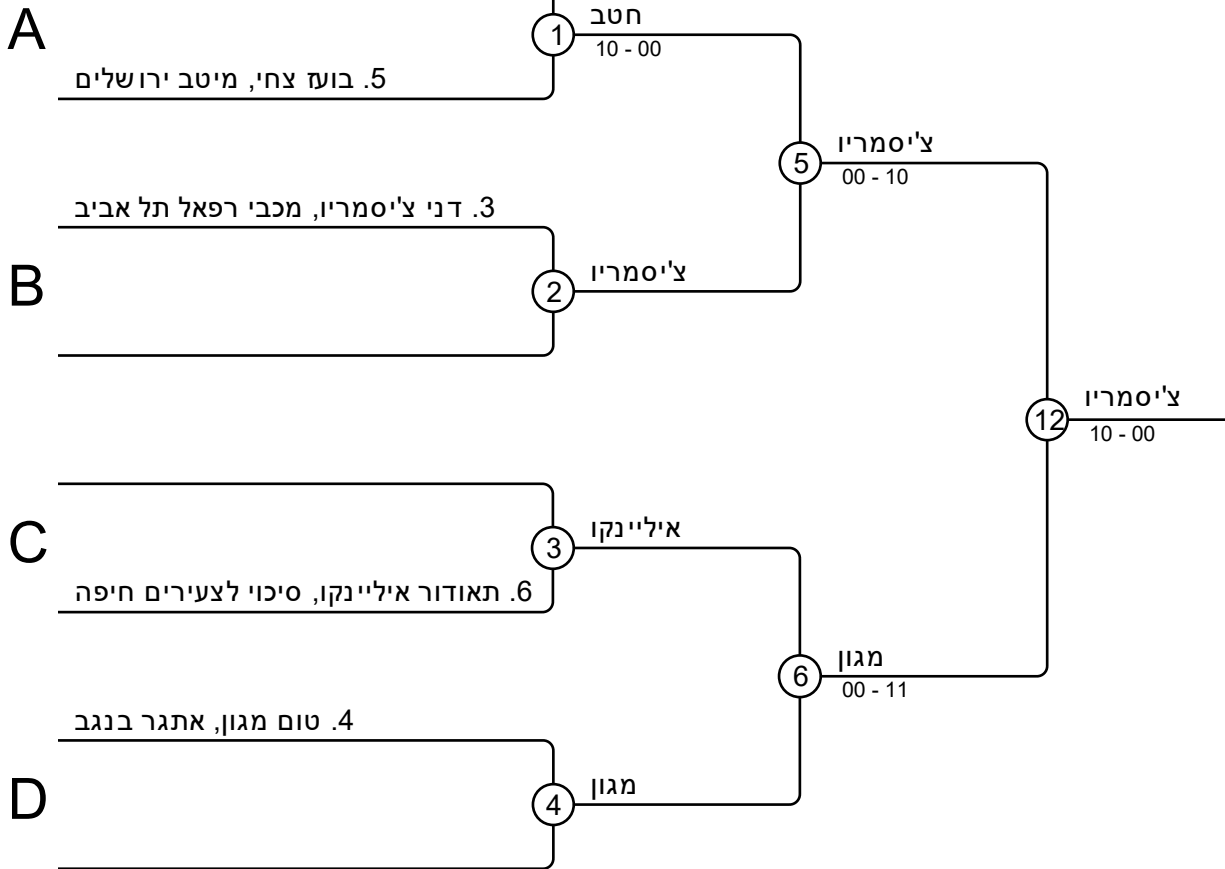 A
1
חטב
10 - 00
5. בועז צחי, מיטב ירושלים
5
צ'יסמריו
00 - 10
3. דני צ'יסמריו, מכבי רפאל תל אביב
B
2
צ'יסמריו
12
צ'יסמריו
10 - 00
C
3
איליינקו
6. תאודור איליינקו, סיכוי לצעירים חיפה
6
מגון
00 - 11
4. טום מגון, אתגר בנגב
D
4
מגון